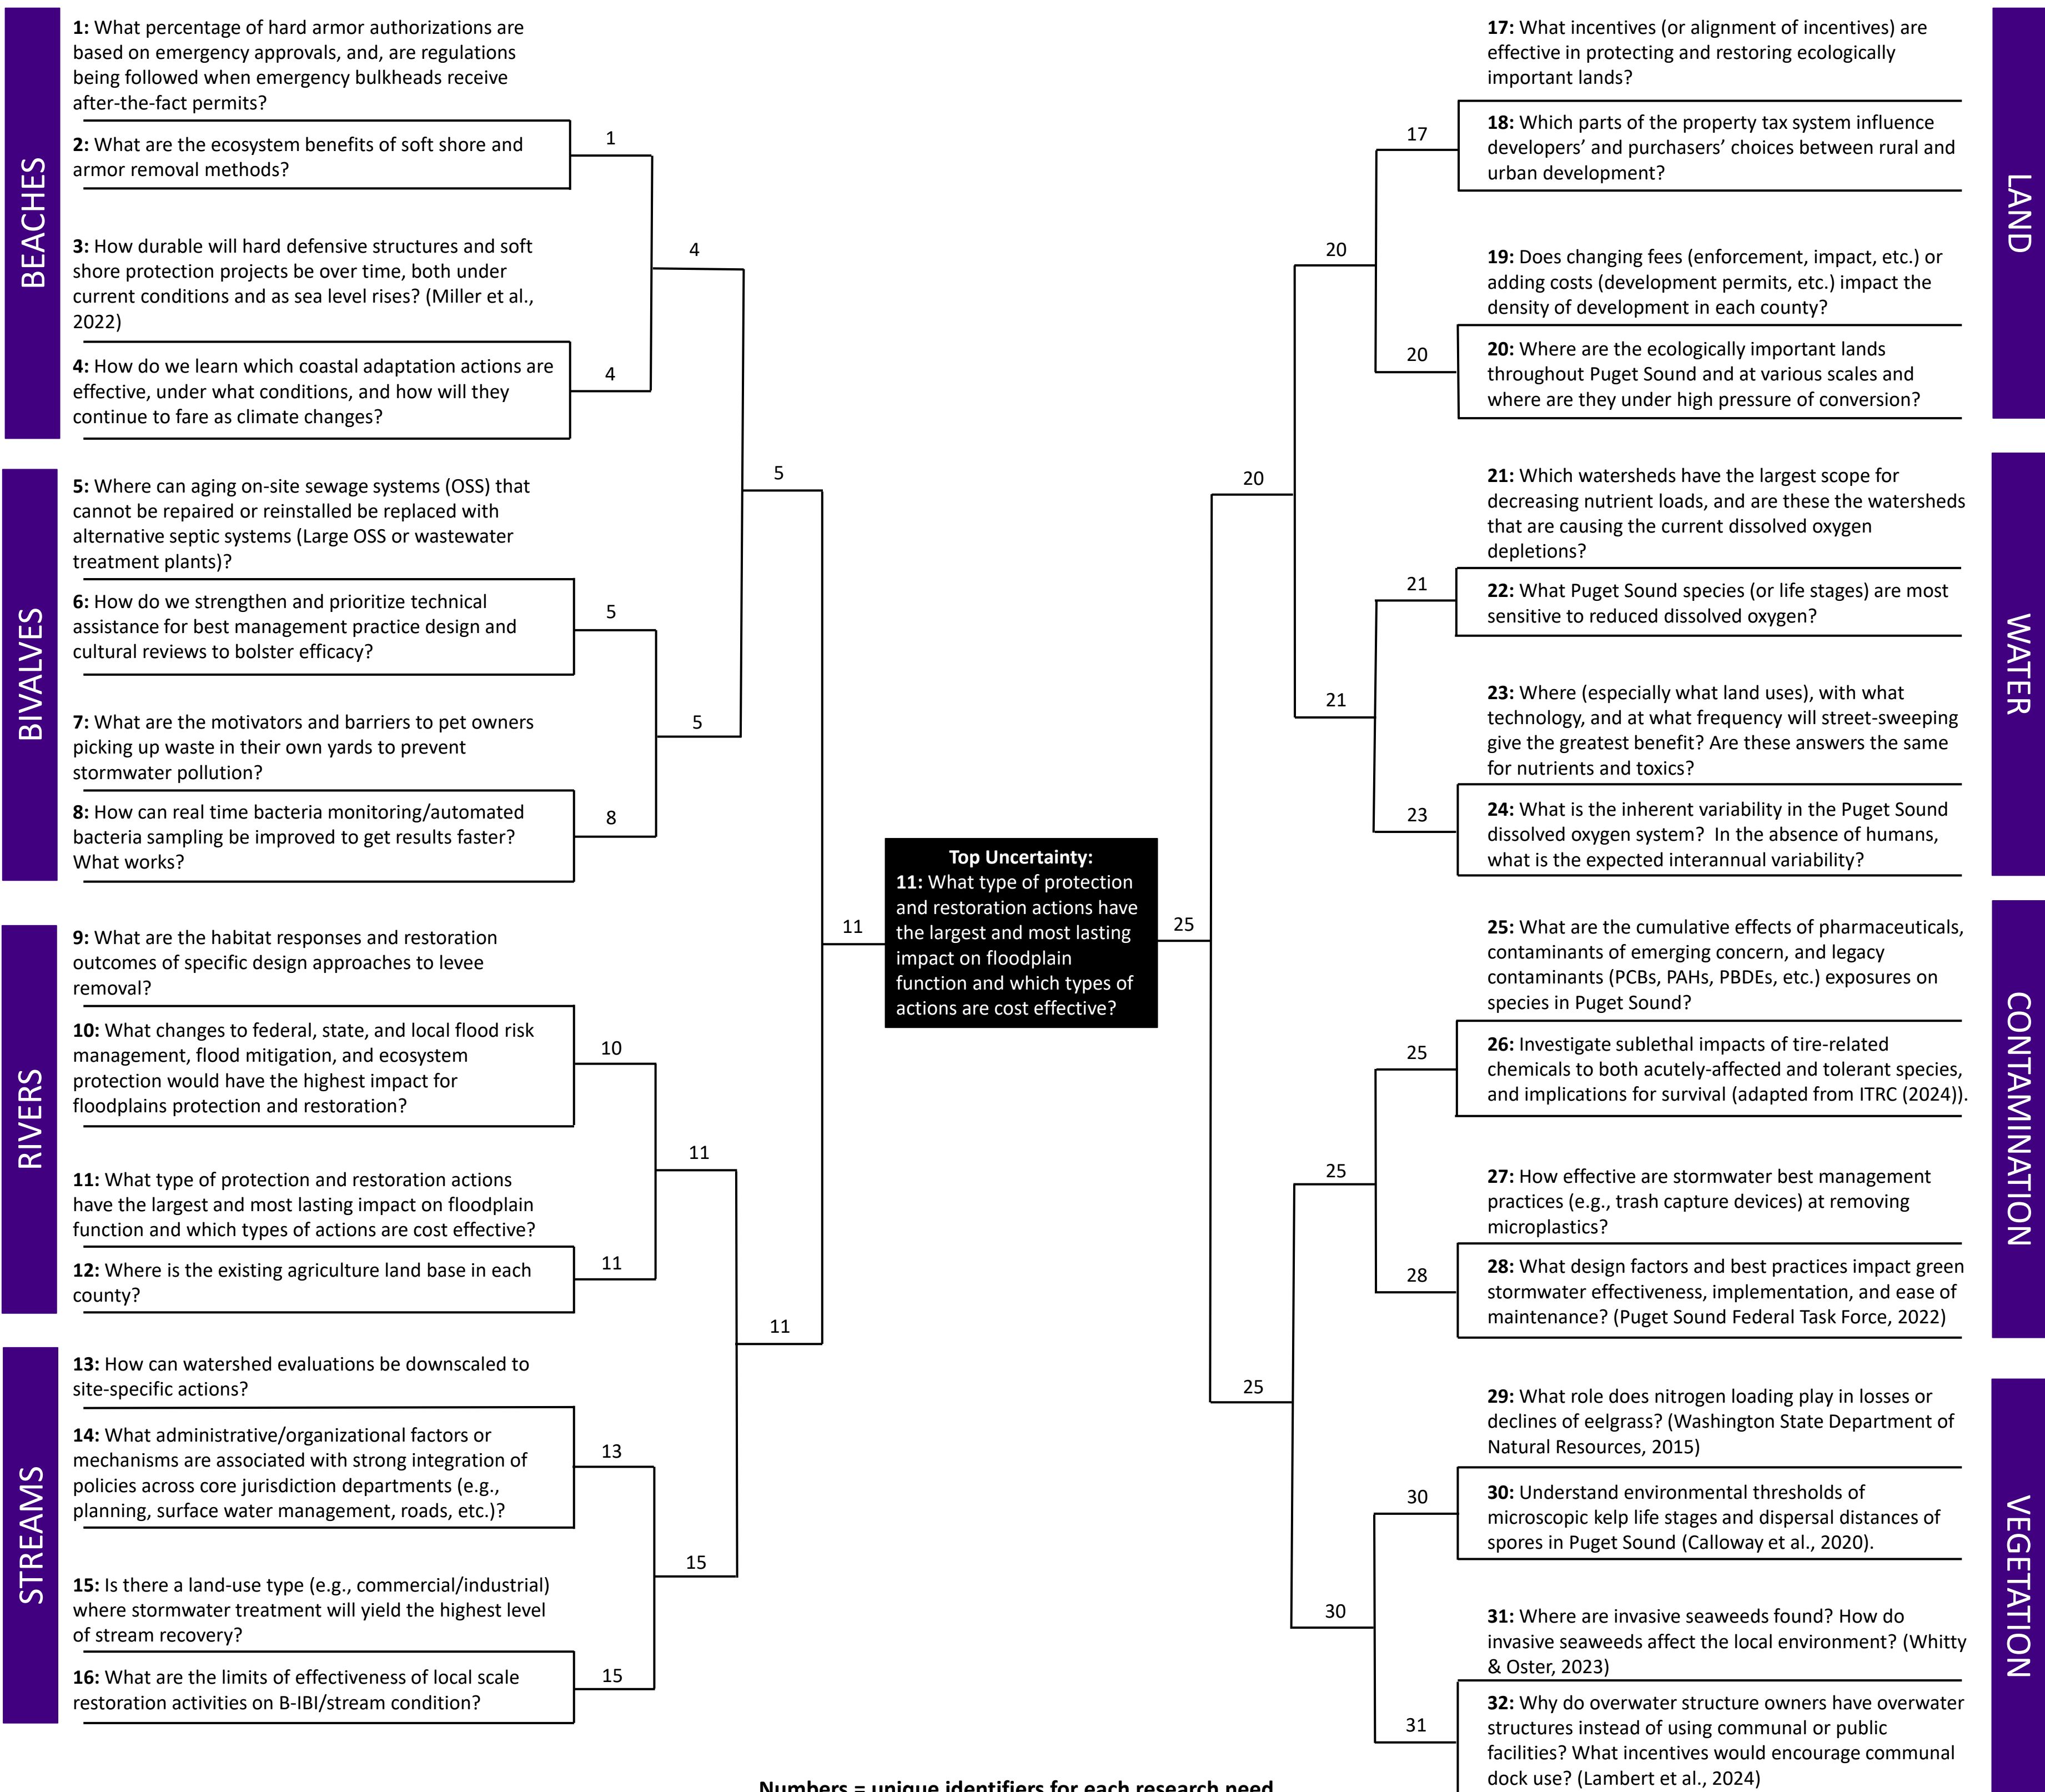 BEACHES
1: What percentage of hard armor authorizations are
based on emergency approvals, and, are regulations
being followed when emergency bulkheads receive
after-the-fact permits?
2: What are the ecosystem benefits of soft shore and
armor removal methods?
1
3: How durable will hard defensive structures and soft
shore protection projects be over time, both under
current conditions and as sea level rises? (Miller et al.,
2022)
4: How do we learn which coastal adaptation actions are
effective, under what conditions, and how will they
continue to fare as climate changes?
4
4
BIVALVES
5: Where can aging on-site sewage systems (OSS) that
cannot be repaired or reinstalled be replaced with
alternative septic systems (Large OSS or wastewater
treatment plants)?
6: How do we strengthen and prioritize technical
assistance for best management practice design and
cultural reviews to bolster efficacy?
5
7: What are the motivators and barriers to pet owners
picking up waste in their own yards to prevent
stormwater pollution?
8: How can real time bacteria monitoring/automated
bacteria sampling be improved to get results faster?
What works?
8
5
5
RIVERS
9: What are the habitat responses and restoration
outcomes of specific design approaches to levee
removal?
10: What changes to federal, state, and local flood risk
management, flood mitigation, and ecosystem
protection would have the highest impact for
floodplains protection and restoration?
10
11: What type of protection and restoration actions
have the largest and most lasting impact on floodplain
function and which types of actions are cost effective?
12: Where is the existing agriculture land base in each
county?
11
11
STREAMS
13: How can watershed evaluations be downscaled to
site-specific actions?
14: What administrative/organizational factors or
mechanisms are associated with strong integration of
policies across core jurisdiction departments (e.g.,
planning, surface water management, roads, etc.)?
13
15: Is there a land-use type (e.g., commercial/industrial)
where stormwater treatment will yield the highest level
of stream recovery?
16: What are the limits of effectiveness of local scale
restoration activities on B-IBI/stream condition?
15
15
11
11
Top Uncertainty:
11: What type of protection
and restoration actions have
the largest and most lasting
impact on floodplain
function and which types of
actions are cost effective?
25
LAND
17: What incentives (or alignment of incentives) are
effective in protecting and restoring ecologically
important lands?
17
18: Which parts of the property tax system influence
developers’ and purchasers’ choices between rural and
urban development?
20
19: Does changing fees (enforcement, impact, etc.) or
adding costs (development permits, etc.) impact the
density of development in each county?
20
20: Where are the ecologically important lands
throughout Puget Sound and at various scales and
where are they under high pressure of conversion?
20
WATER
21: Which watersheds have the largest scope for
decreasing nutrient loads, and are these the watersheds
that are causing the current dissolved oxygen
depletions?
21
22: What Puget Sound species (or life stages) are most
sensitive to reduced dissolved oxygen?
21
23: Where (especially what land uses), with what
technology, and at what frequency will street-sweeping
give the greatest benefit? Are these answers the same
for nutrients and toxics?
23
24: What is the inherent variability in the Puget Sound
dissolved oxygen system?  In the absence of humans,
what is the expected interannual variability?
CONTAMINATION
25: What are the cumulative effects of pharmaceuticals,
contaminants of emerging concern, and legacy
contaminants (PCBs, PAHs, PBDEs, etc.) exposures on
species in Puget Sound?
25
26: Investigate sublethal impacts of tire-related
chemicals to both acutely-affected and tolerant species,
and implications for survival (adapted from ITRC (2024)).
25
27: How effective are stormwater best management
practices (e.g., trash capture devices) at removing
microplastics?
28
28: What design factors and best practices impact green
stormwater effectiveness, implementation, and ease of
maintenance? (Puget Sound Federal Task Force, 2022)
25
VEGETATION
29: What role does nitrogen loading play in losses or
declines of eelgrass? (Washington State Department of
Natural Resources, 2015)
30
30: Understand environmental thresholds of
microscopic kelp life stages and dispersal distances of
spores in Puget Sound (Calloway et al., 2020).
30
31: Where are invasive seaweeds found? How do
invasive seaweeds affect the local environment? (Whitty
& Oster, 2023)
31
32: Why do overwater structure owners have overwater
structures instead of using communal or public
facilities? What incentives would encourage communal
dock use? (Lambert et al., 2024)
Numbers = unique identifiers for each research need